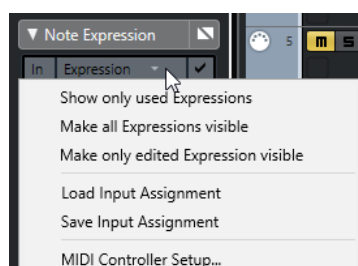 Note Expression
5 m s
In Expression
Show only used Expressions
Make all Expressions visible
Make only edited Expression visible
Load Input Assignment
Save Input Assignment
MIDI Controller Setup...